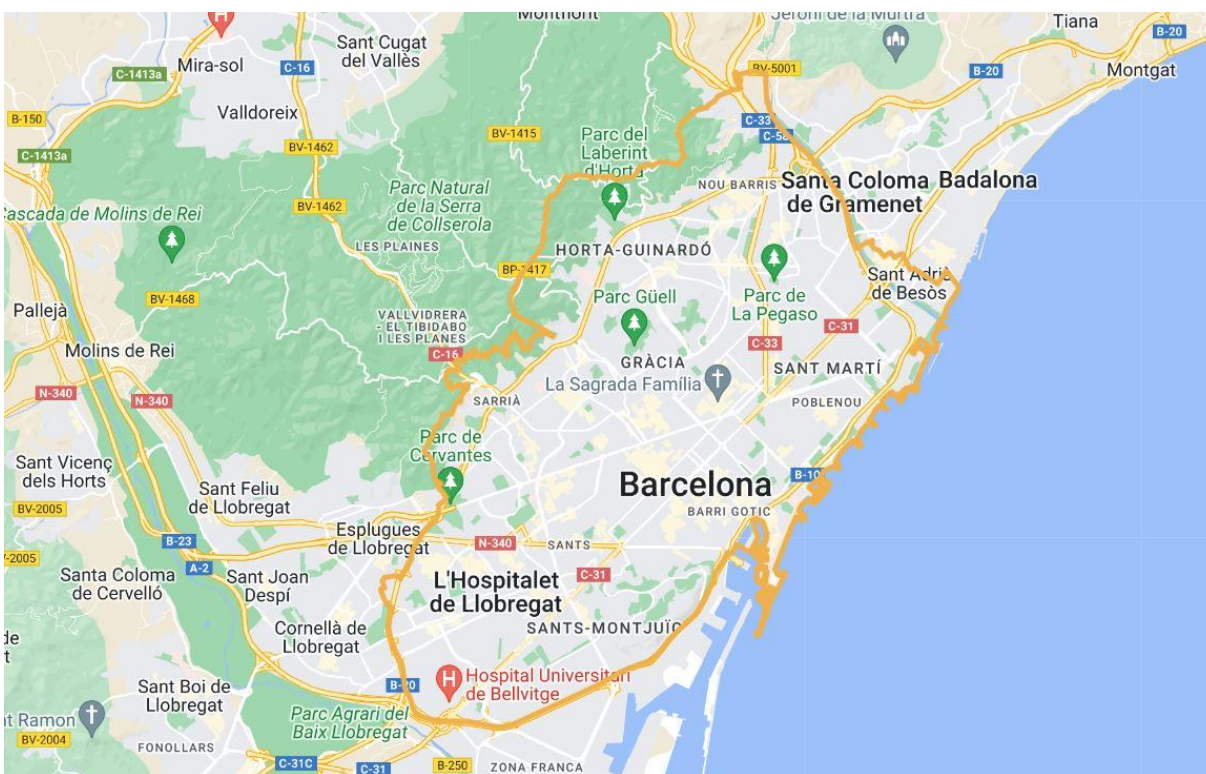 Montmont
Jeroni de la Murtra
Tiana
B-20
Sant Cugat
del Vallès
C-16
H
Mira-sol
C-1413a
BV-5001
B-20
Montgat
Valldoreix
B-150
BV-1415
Parc del
Laberint
d'Horta
C-33
C-58
C-1413a
BV-1462
NOU BARRIS
Santa Coloma
de Gramenet
Badalona
Parc Natural
de la Serra
de Collserola
BV-1462
Cascada de Molins de Rei
LES PLANES
HORTA-GUINARDÓ
BP-1417
Sant Adrià
de Besòs
BV-1468
Parc Güell
Parc de
La Pegaso
Pallejà
VALLVIDRERA
- EL TIBIDABO
I LES PLANES
C-31
C-33
Molins de Rei
C-16
GRÀCIA
SANT MARTÍ
La Sagrada Família
N-340
N-340
SARRIÀ
POBLENOU
Parc de
Cervantes
Sant Vicenç
dels Horts
Sant Feliu
de Llobregat
Barcelona
B-10
BV-2005
BARRI GOTIC
Esplugues
de Llobregat
B-23
N-340
SANTS
-2005
A-2
Santa Coloma
de Cervelló
Sant Joan
Despí
L'Hospitalet
de Llobregat
C-31
Cornellà de
Llobregat
SANTS-MONTJUÏC
Hospital Universitari
de Bellvitge
H
B-20
Sant Boi de
Llobregat
Parc Agrari del
Baix Llobregat
nt Ramon
BV-2004
FONOLLARS
C-31C
C-31
B-250
ZONA FRANCA